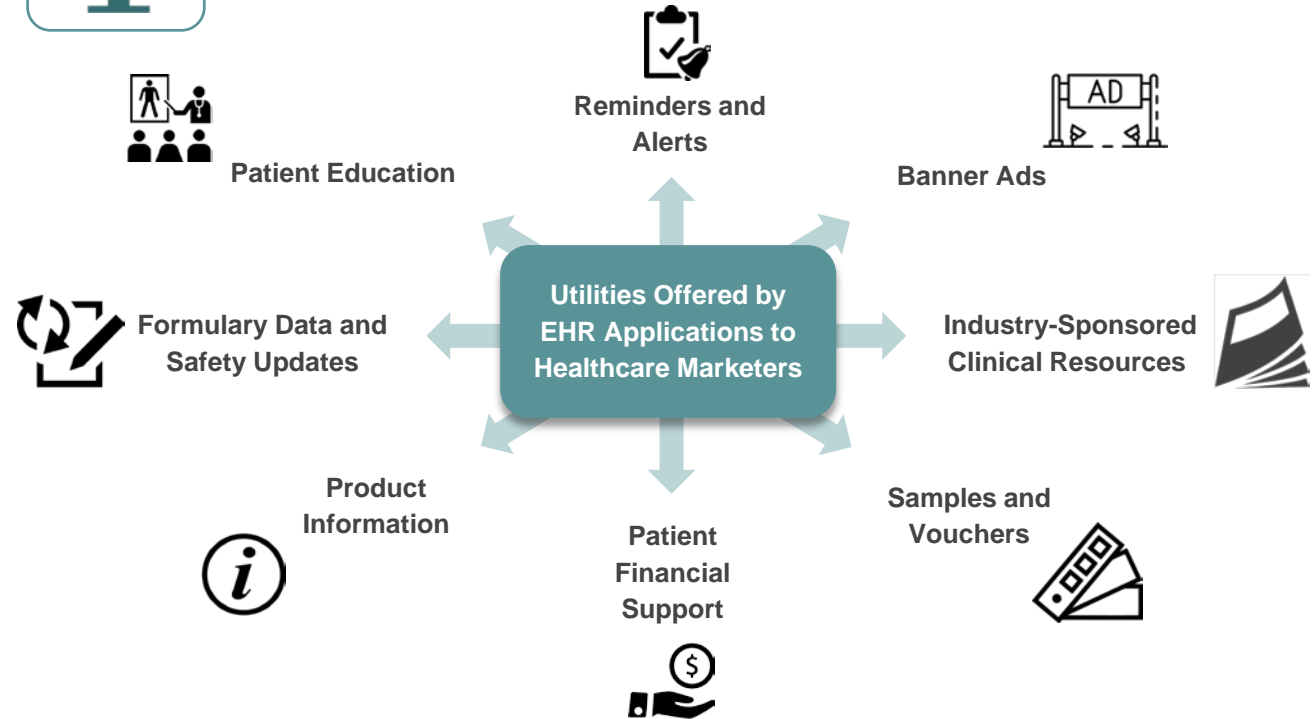 Reminders and
Alerts
AD
Patient Education
Banner Ads
Utilities Offered by
EHR Applications to
Healthcare Marketers
Formulary Data and
Safety Updates
Industry-Sponsored
Clinical Resources
Product
Information
i
Samples and
Vouchers
Patient
Financial
Support
$